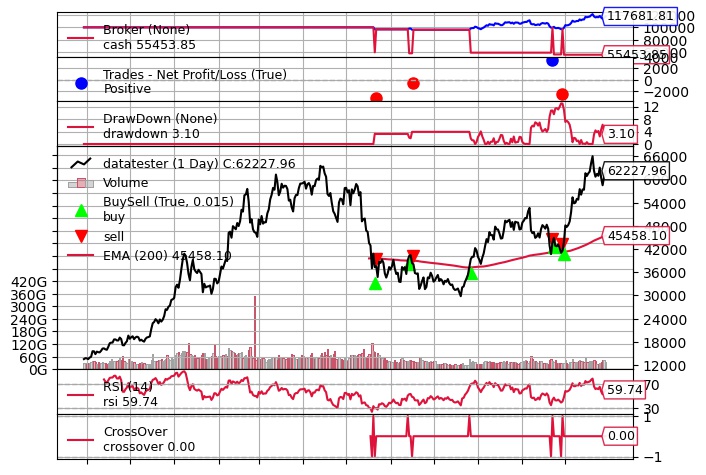 Broker (None)
cash 55453.85
117681.81
100000
80000
55453.85
Trades - Net Profit/Loss (True)
Positive
4000
2000
0
−2000
DrawDown (None)
drawdown 3.10
12
8
4
3.10
0
datatester (1 Day) C:62227.96
Volume
BuySell (True, 0.015)
buy
sell
EMA (200) 45458.10
66000
62227.96
60000
54000
48000
45458.10
42000
36000
30000
24000
18000
12000
420G
360G
300G
240G
180G
120G
60G
0G
RSI (14)
rsi 59.74
70
59.74
30
CrossOver
crossover 0.00
1
0.00
−1